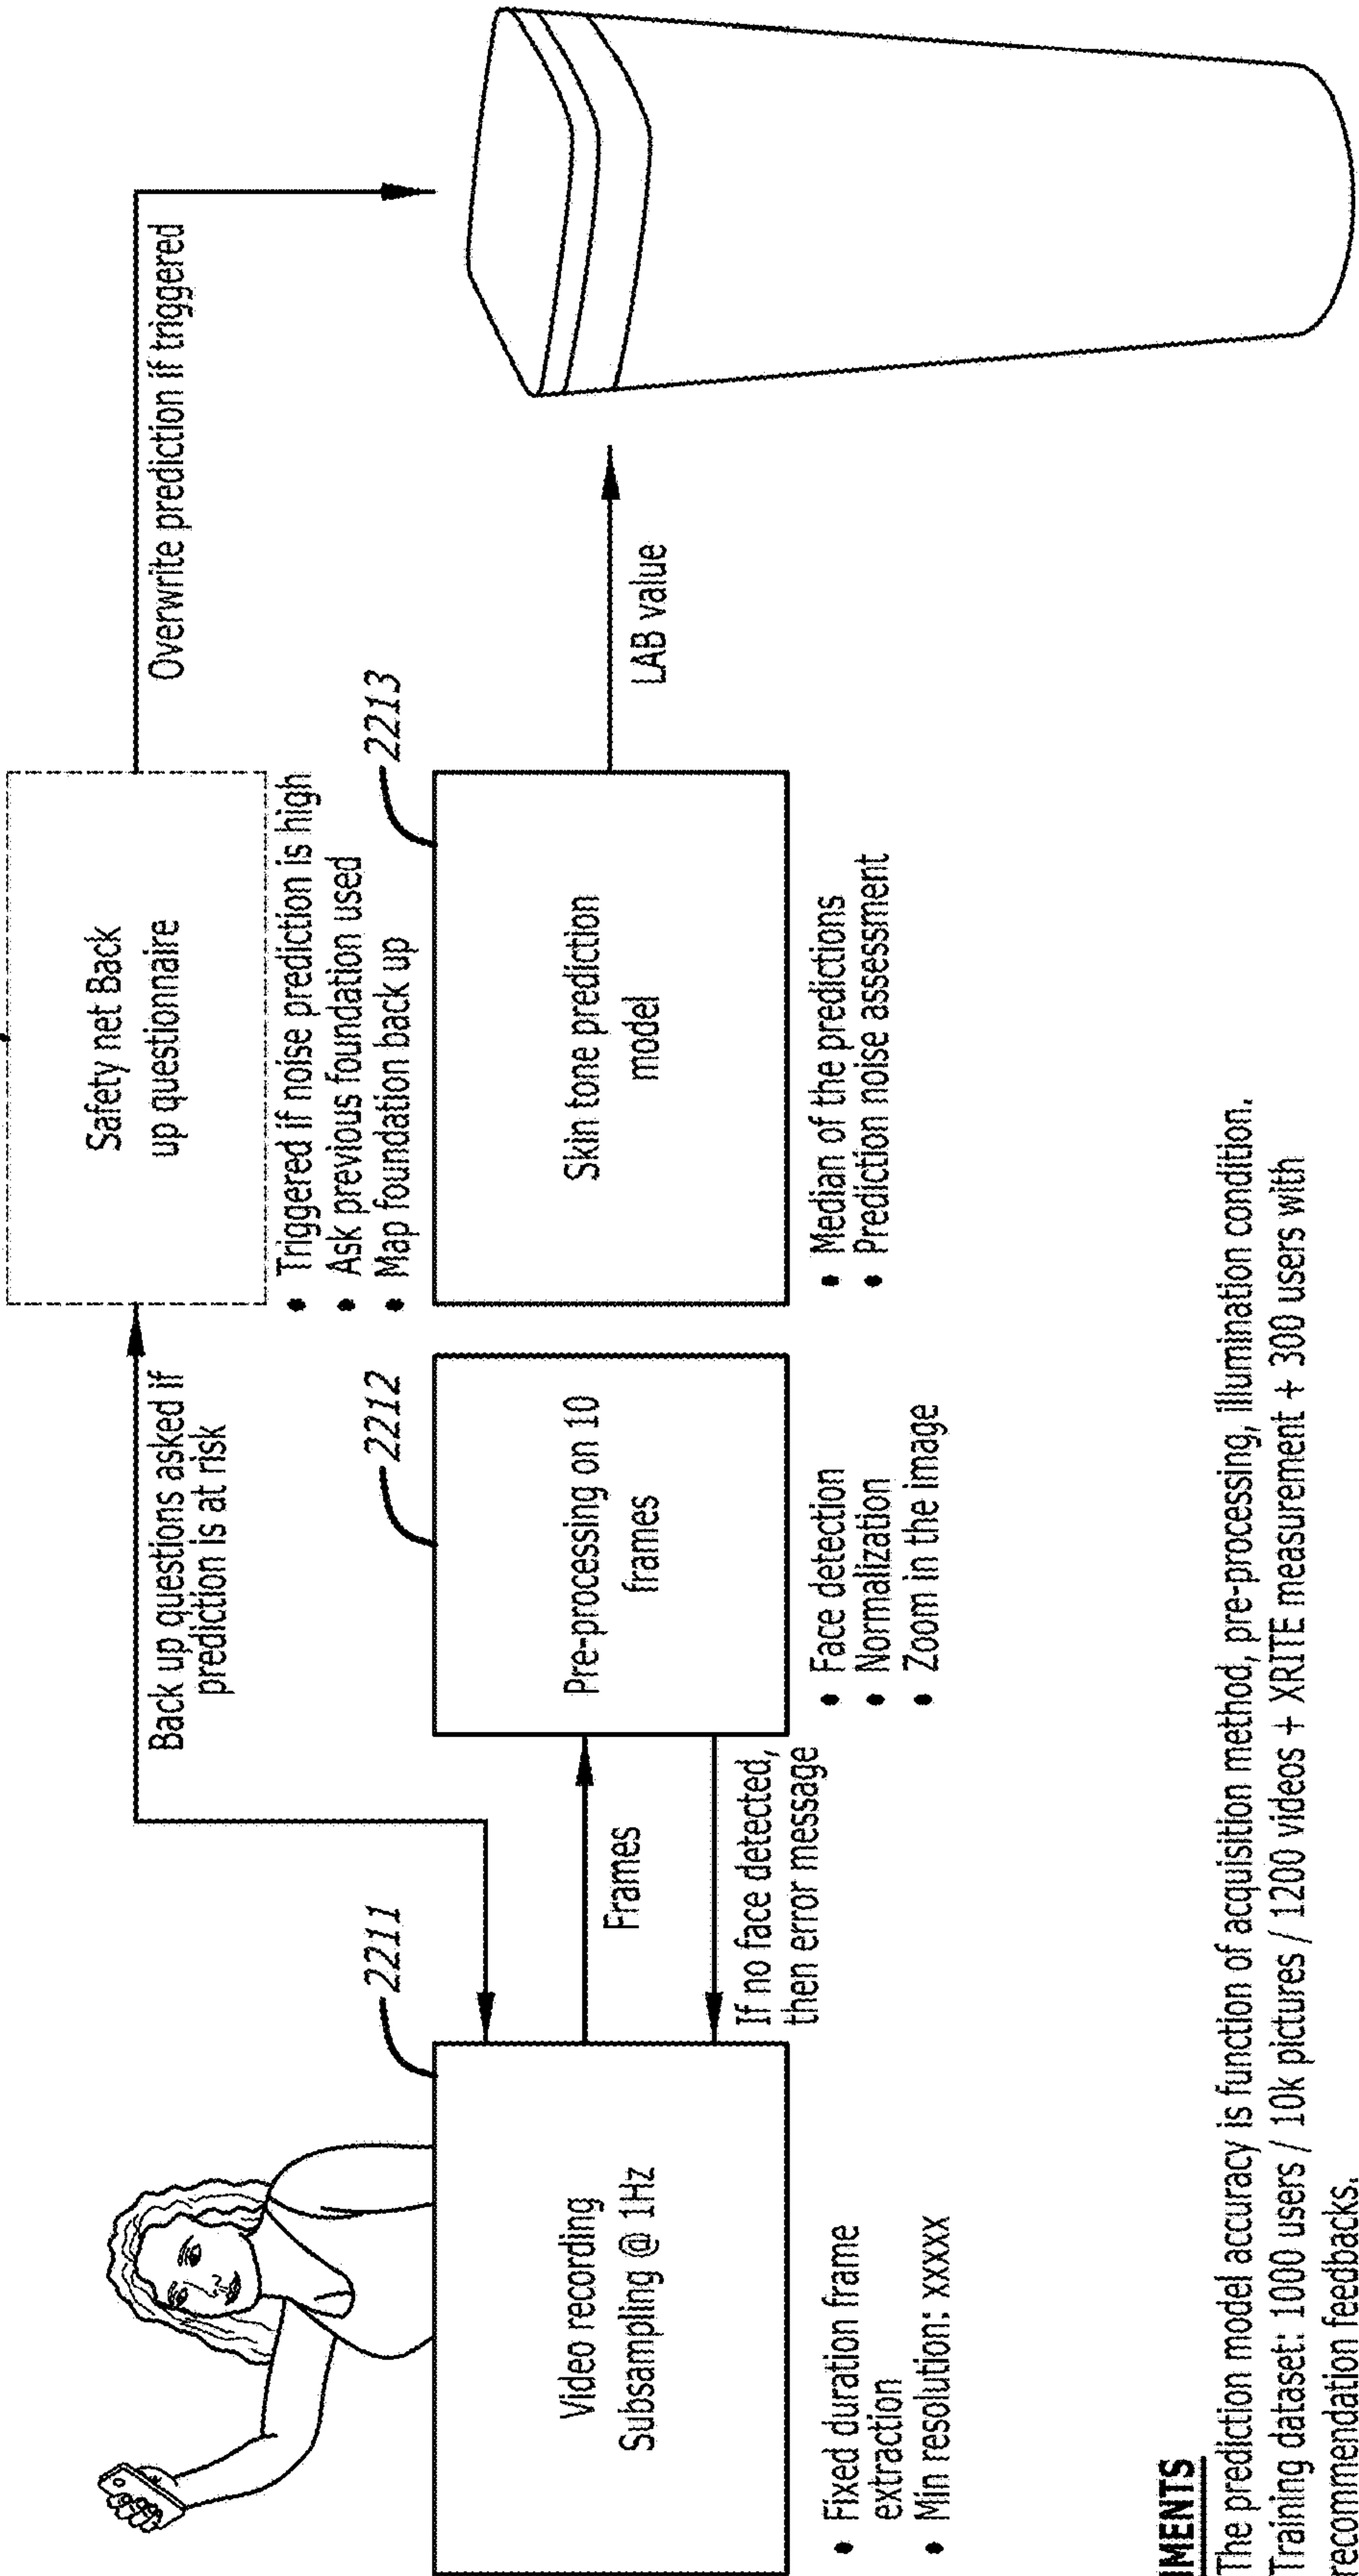 Safety net Back
up questionnaire
Back up questions asked if
prediction is at risk
Overwrite prediction if triggered
• Triggered if noise prediction is high
• Ask previous foundation used
• Map foundation back up
2211
2212
2213
Video recording
Subsampling @ 1Hz
Frames
If no face detected,
then error message
Pre-processing on 10
frames
Skin tone prediction
model
LAB value
• Fixed duration frame
extraction
• Min resolution: xxxxx
• Face detection
• Normalization
• Zoom in the image
• Median of the predictions
• Prediction noise assessment
IMENTS
The prediction model accuracy is function of acquisition method, pre-processing, illumination condition.
Training dataset: 1000 users / 10k pictures / 1200 videos + XRITE measurement + 300 users with
recommendation feedbacks.